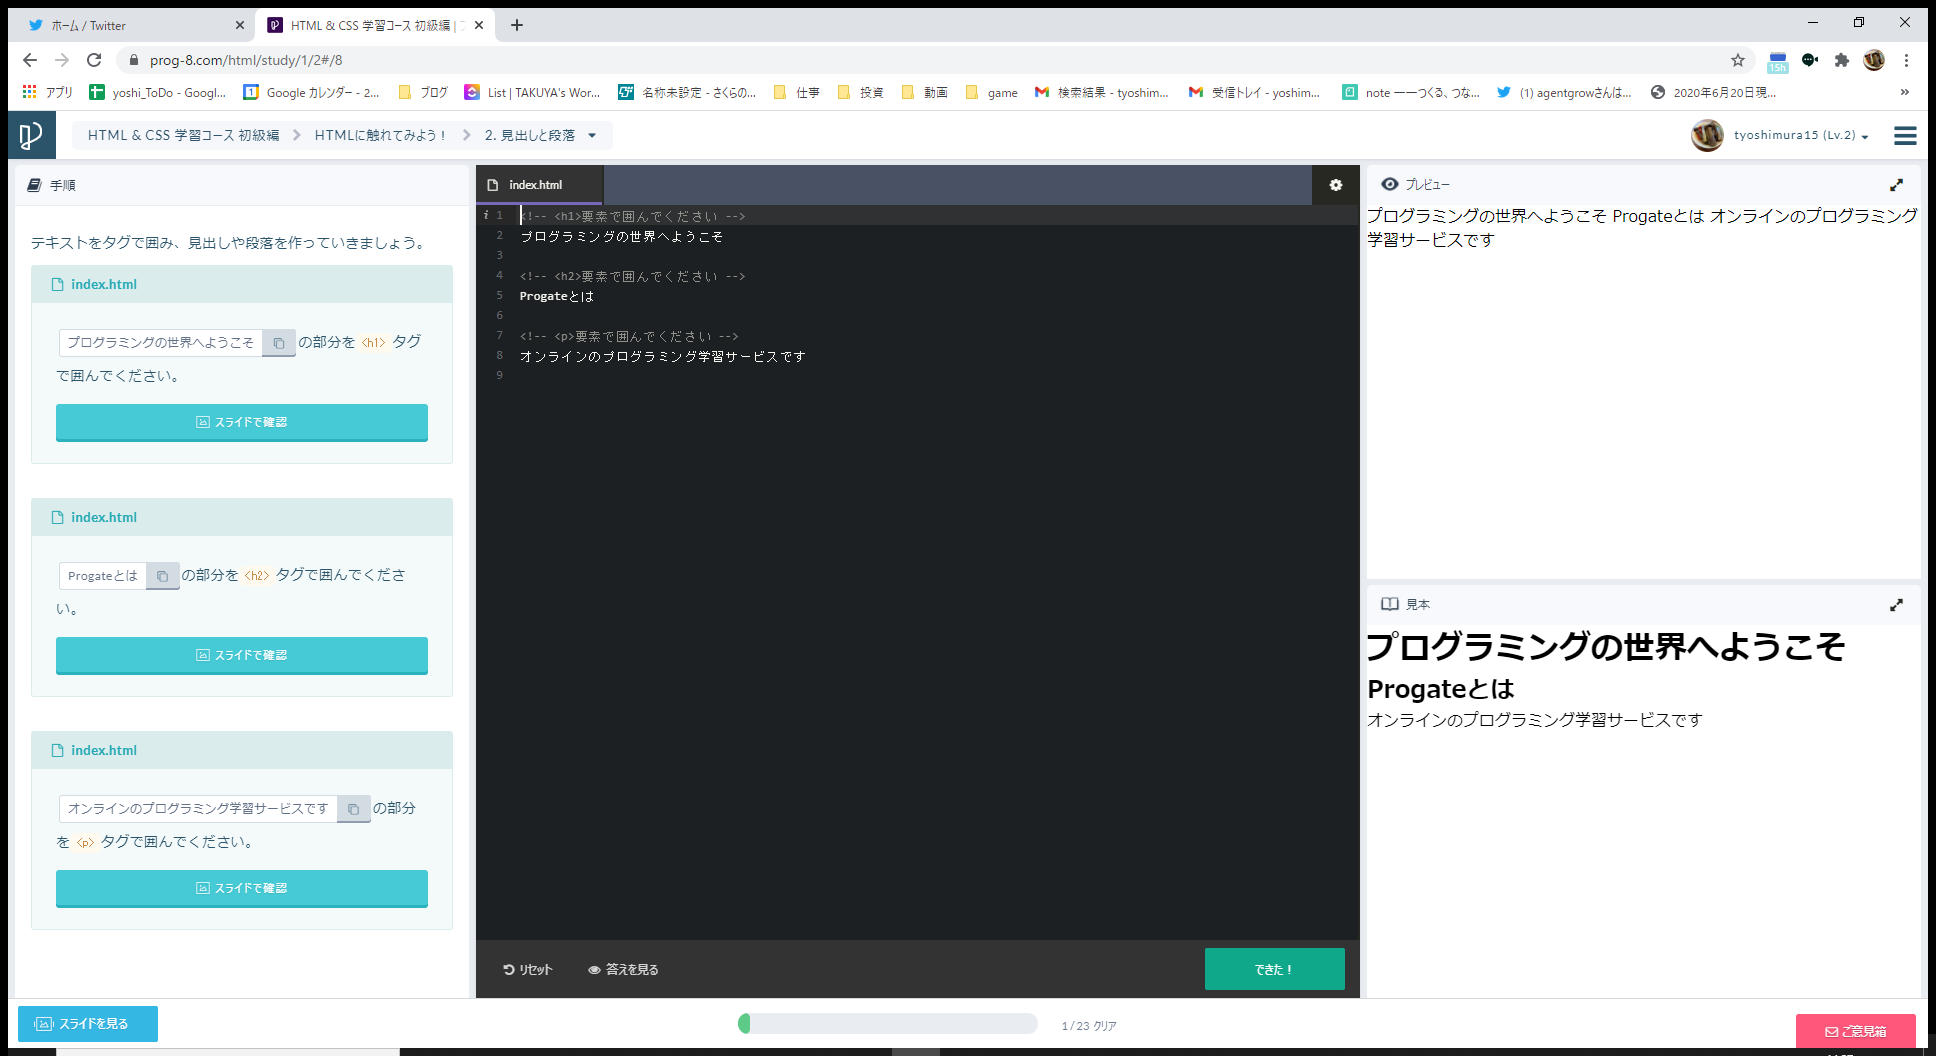 ホーム / Twitter
HTML & CSS 学習コース 初級編 |
prog-8.com/html/study/1/2#/8
15h
アプリ
yoshi_ToDo - Googl...
Google カレンダー - 2...
ブログ
List | TAKUYA's Wor...
名称未設定 - さくらの...
仕事
投資
動画
game
検索結果 - tyoshim...
受信トレイ - yoshim...
note ――つくる、つな...
(1) agentgrowさんは...
2020年6月20日現...
»
HTML & CSS 学習コース 初級編
HTMLに触れてみよう！
2. 見出しと段落
tyoshimura15 (Lv.2)
手順
テキストをタグで囲み、見出しや段落を作っていきましょう。
index.html
プログラミングの世界へようこそ の部分を <h1> タグ
で囲んでください。
スライドで確認
index.html
Progateとは の部分を <h2> タグで囲んでくださ
い。
スライドで確認
index.html
オンラインのプログラミング学習サービスです の部分
を <p> タグで囲んでください。
スライドで確認
index.html
i 1 <!-- <h1>要素で囲んでください -->
2 プログラミングの世界へようこそ
3
4 <!-- <h2>要素で囲んでください -->
5 Progateとは
6
7 <!-- <p>要素で囲んでください -->
8 オンラインのプログラミング学習サービスです
9
リセット
答えを見る
できた！
プレビュー
プログラミングの世界へようこそ Progateとは オンラインのプログラミング
学習サービスです
見本
プログラミングの世界へようこそ
Progateとは
オンラインのプログラミング学習サービスです
スライドを見る
1 / 23 クリア
ご意見箱